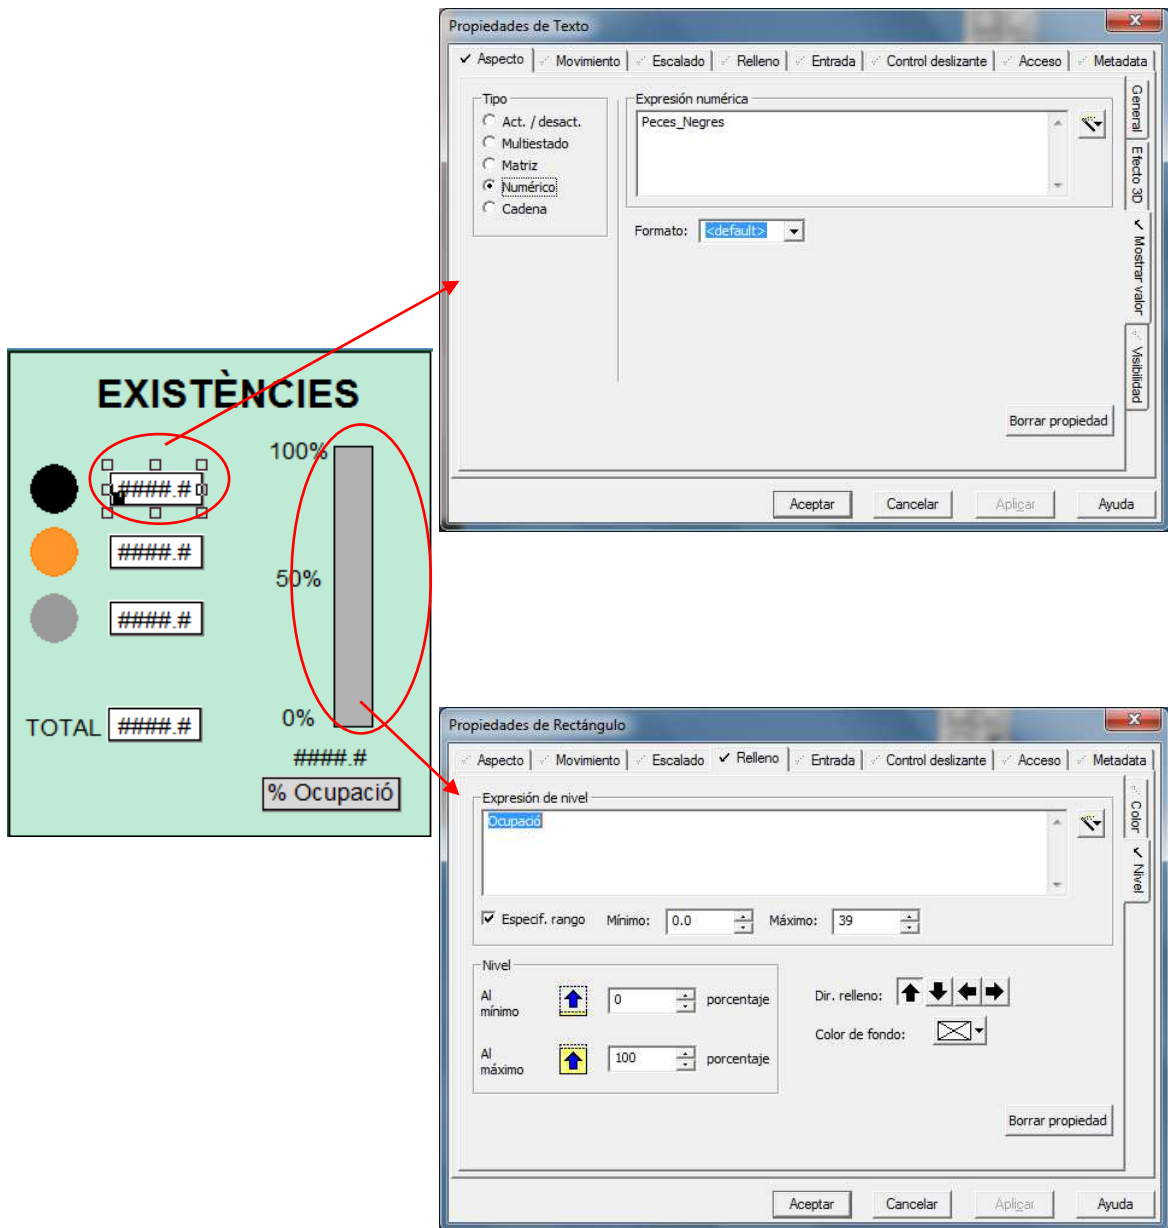 Propiedades de Texto
X
Aspecto Movimiento Escalado Relleno Entrada Control deslizante Acceso Metadata
Tipo
Act. / desact.
Multiestado
Matriz
Numérico
Cadena
Expresión numérica
Peces_Negres
Formato: <default>
General
Efecto 3D
Mostrar valor
Visibilidad
Borrar propiedad
Aceptar Cancelar Aplicar Ayuda
EXISTÈNCIES
100%
####.#
####.#
50%
####.#
TOTAL ####.#
0%
####.#
% Ocupació
Propiedades de Rectángulo
X
Aspecto Movimiento Escalado Relleno Entrada Control deslizante Acceso Metadata
Expresión de nivel
Ocupació
Color
Nivel
Especif. rango Mínimo: 0.0 Máximo: 39
Nivel
Al
mínimo
0 porcentaje
Al
máximo
100 porcentaje
Dir. relleno:
Color de fondo:
Borrar propiedad
Aceptar Cancelar Aplicar Ayuda